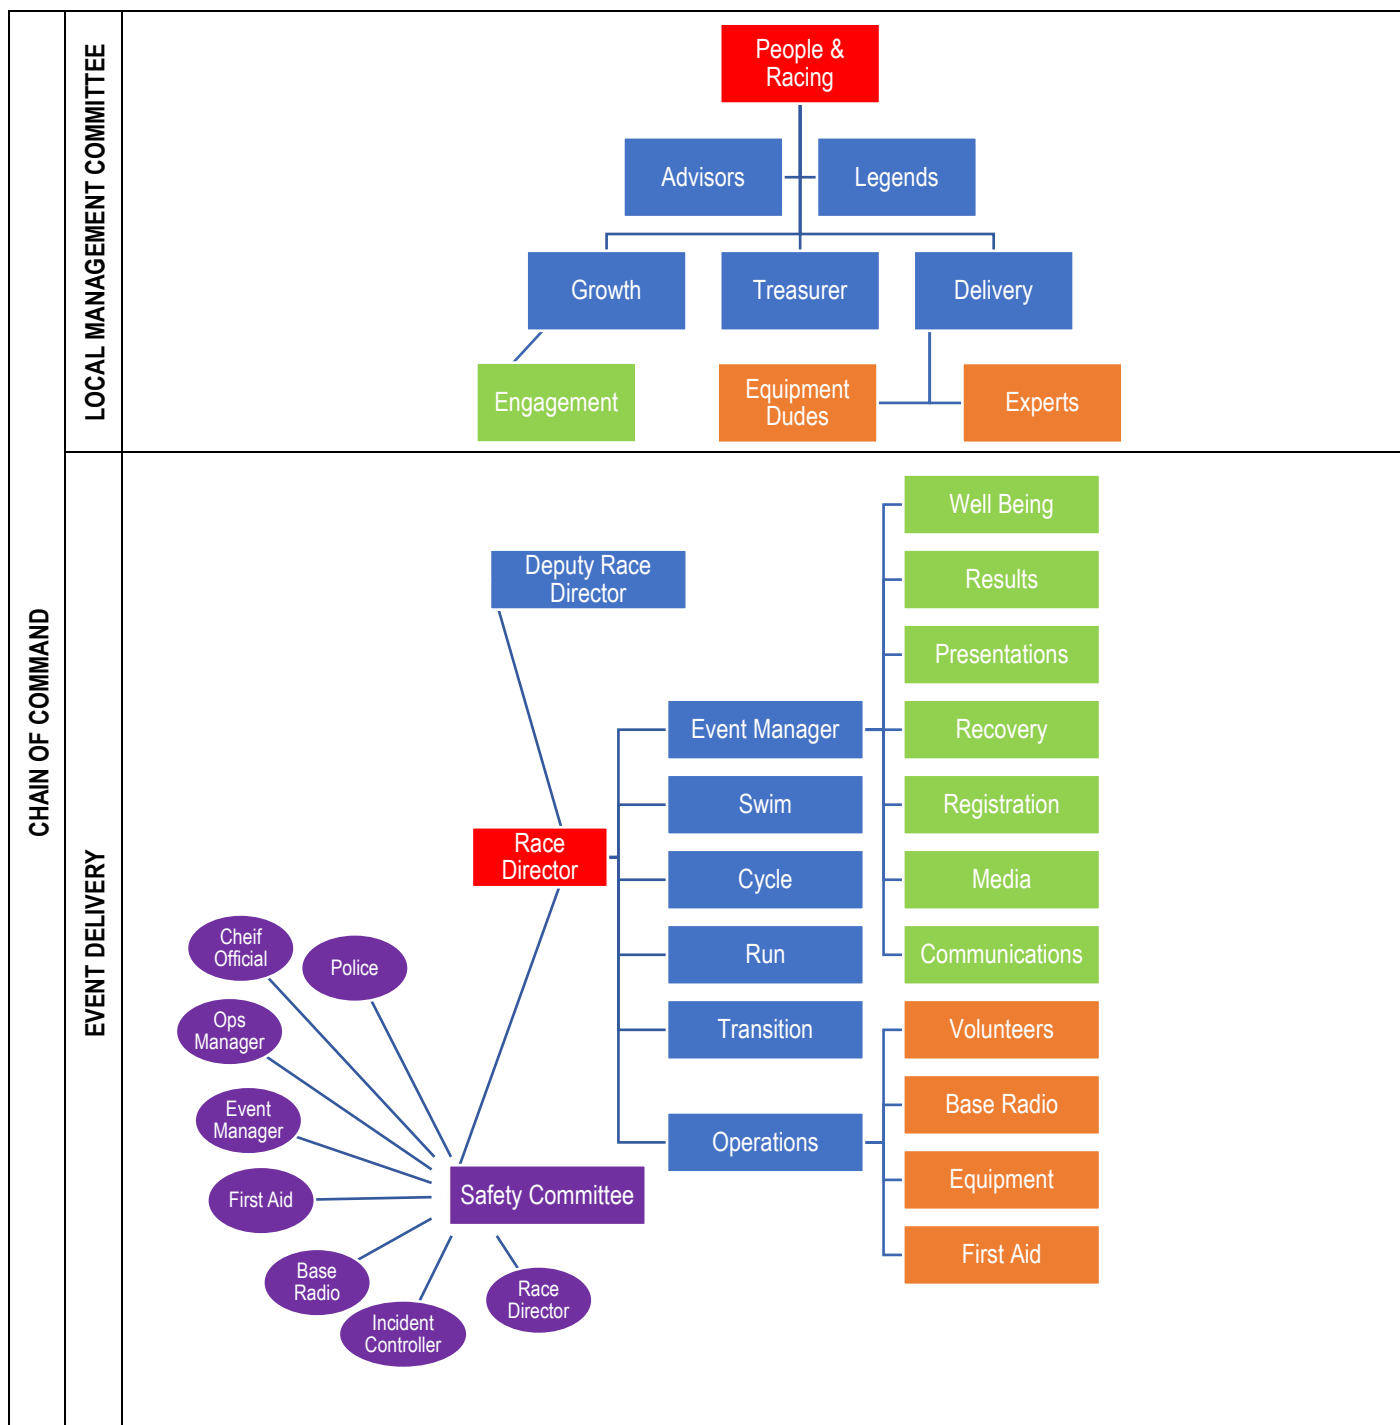 CHAIN OF COMMAND
LOCAL MANAGEMENT COMMITTEE
People &
Racing
Advisors
Legends
Growth
Treasurer
Delivery
Engagement
Equipment
Dudes
Experts
EVENT DELIVERY
Deputy Race
Director
Race
Director
Event Manager
Swim
Cycle
Run
Transition
Operations
Well Being
Results
Presentations
Recovery
Registration
Media
Communications
Volunteers
Base Radio
Equipment
First Aid
Safety Committee
Cheif
Official
Police
Ops
Manager
Event
Manager
First Aid
Base
Radio
Incident
Controller
Race
Director